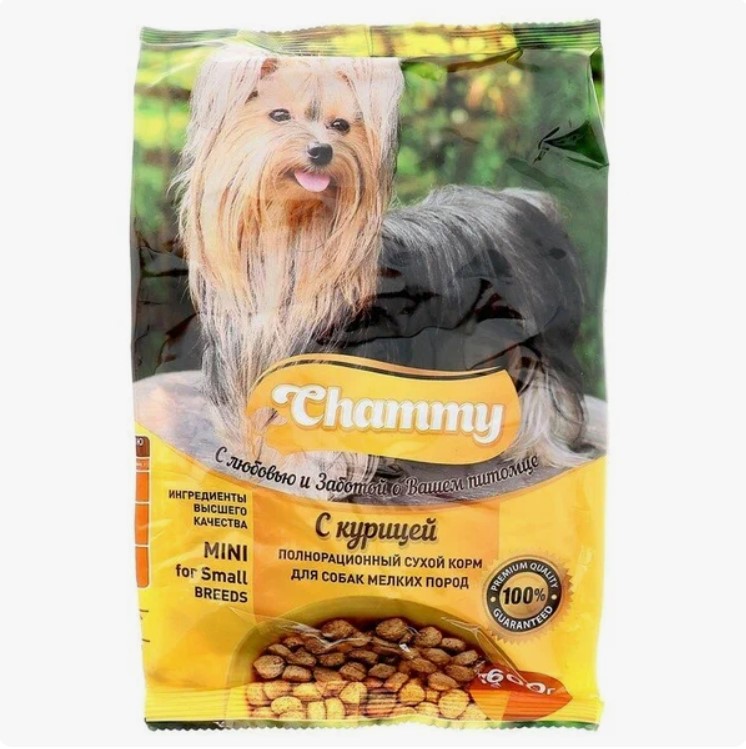 Chammy
С любовью и Заботой о Вашем питомце
ИНГРЕДИЕНТЫ
ВЫСШЕГО
КАЧЕСТВА
MINI
for Small
BREEDS
С курицей
ПОЛНОРАЦИОННЫЙ СУХОЙ КОРМ
ДЛЯ СОБАК МЕЛКИХ ПОРОД
PREMIUM QUALITY
100%
GUARANTEED